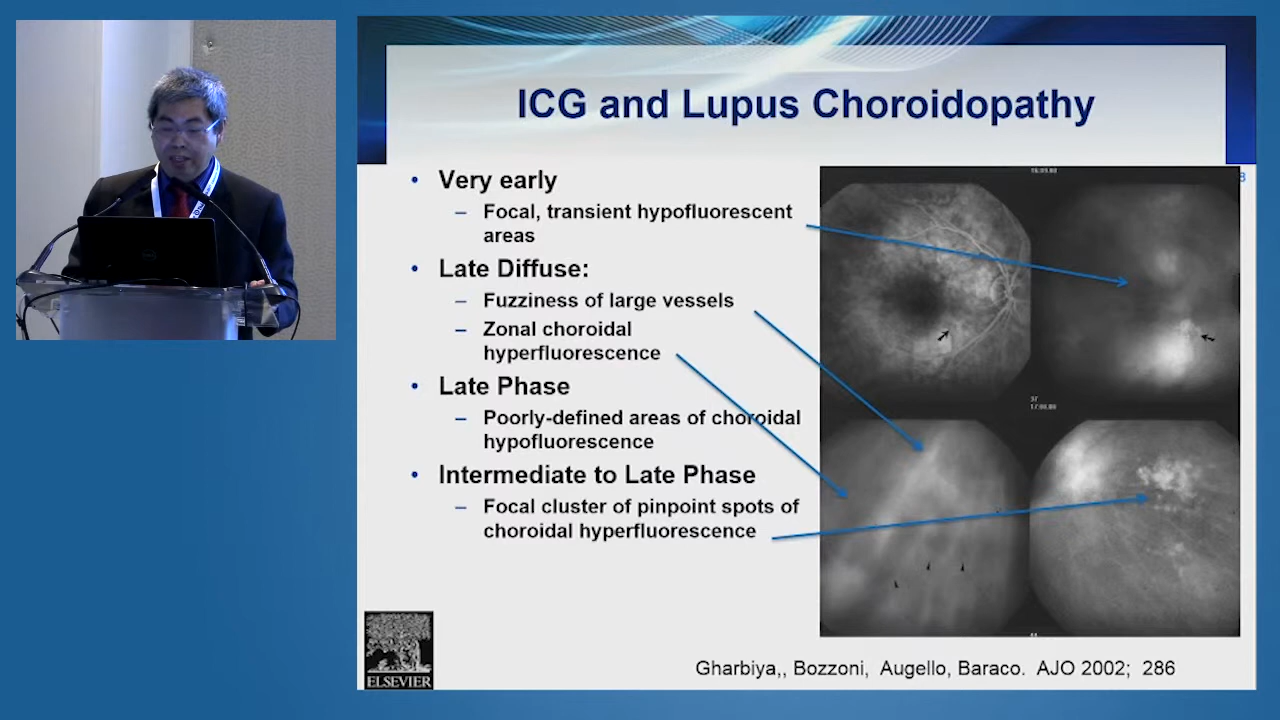 ICG and Lupus Choroidopathy
• Very early
– Focal, transient hypofluorescent
areas
• Late Diffuse:
– Fuzziness of large vessels
– Zonal choroidal
hyperfluorescence
• Late Phase
– Poorly-defined areas of choroidal
hypofluorescence
• Intermediate to Late Phase
– Focal cluster of pinpoint spots of
choroidal hyperfluorescence
8
37
ELSEVIER
Gharbiya,, Bozzoni, Augello, Baraco. AJO 2002; 286